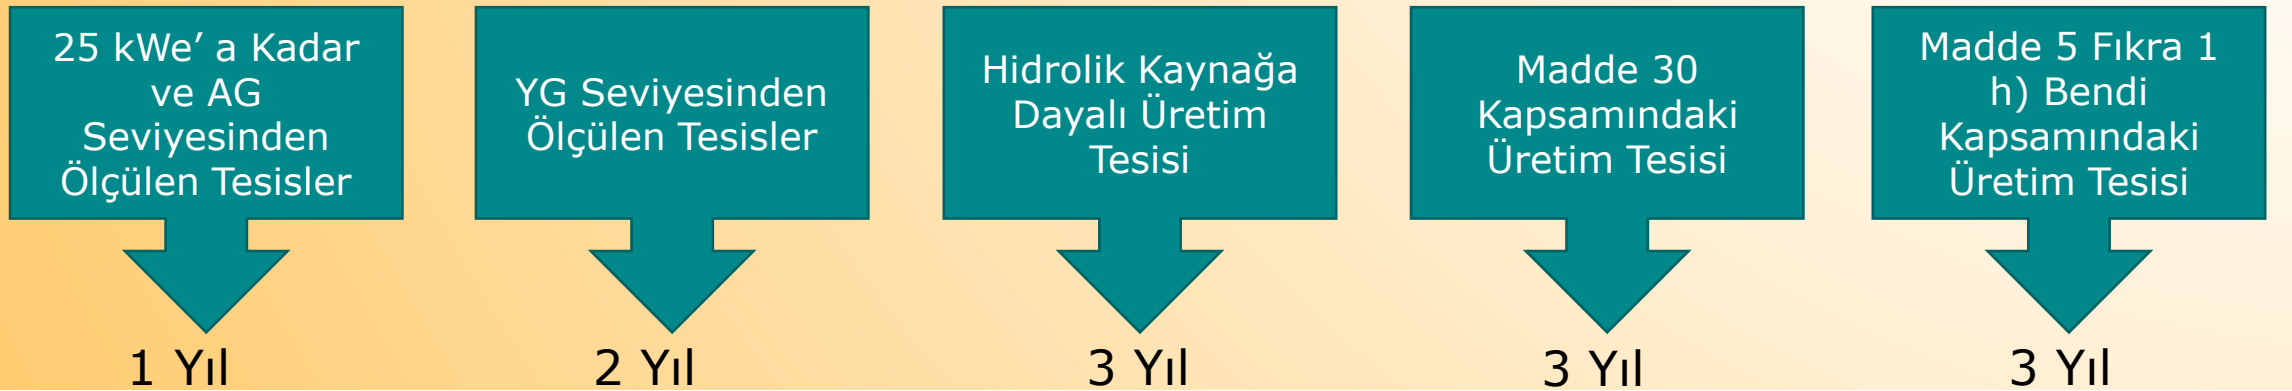 25 kWe’ a Kadar
ve AG
Seviyesinden
Ölçülen Tesisler
1 Yıl
YG Seviyesinden
Ölçülen Tesisler
2 Yıl
Hidrolik Kaynağa
Dayalı Üretim
Tesisi
3 Yıl
Madde 30
Kapsamındaki
Üretim Tesisi
3 Yıl
Madde 5 Fıkra 1
h) Bendi
Kapsamındaki
Üretim Tesisi
3 Yıl